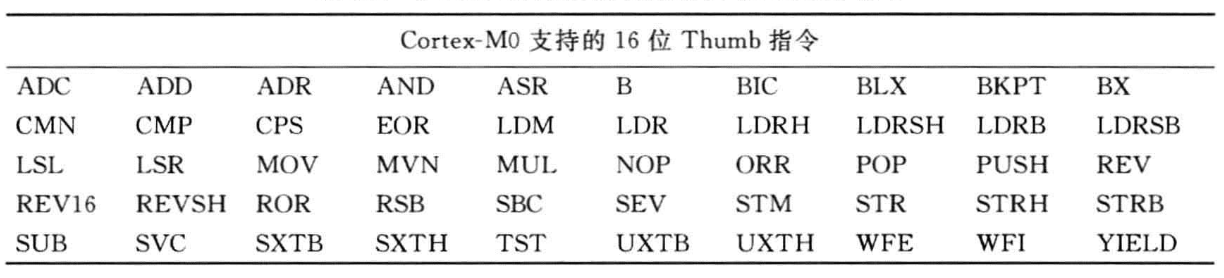 Cortex-M0 支持的 16 位 Thumb 指令
ADC ADD ADR AND ASR B BIC BLX BKPT BX
CMN CMP CPS EOR LDM LDR LDRH LDRSH LDRB LDRSB
LSL LSR MOV MVN MUL NOP ORR POP PUSH REV
REV16 REVSH ROR RSB SBC SEV STM STR STRH STRB
SUB SVC SXTB SXTH TST UXTB UXTH WFE WFI YIELD